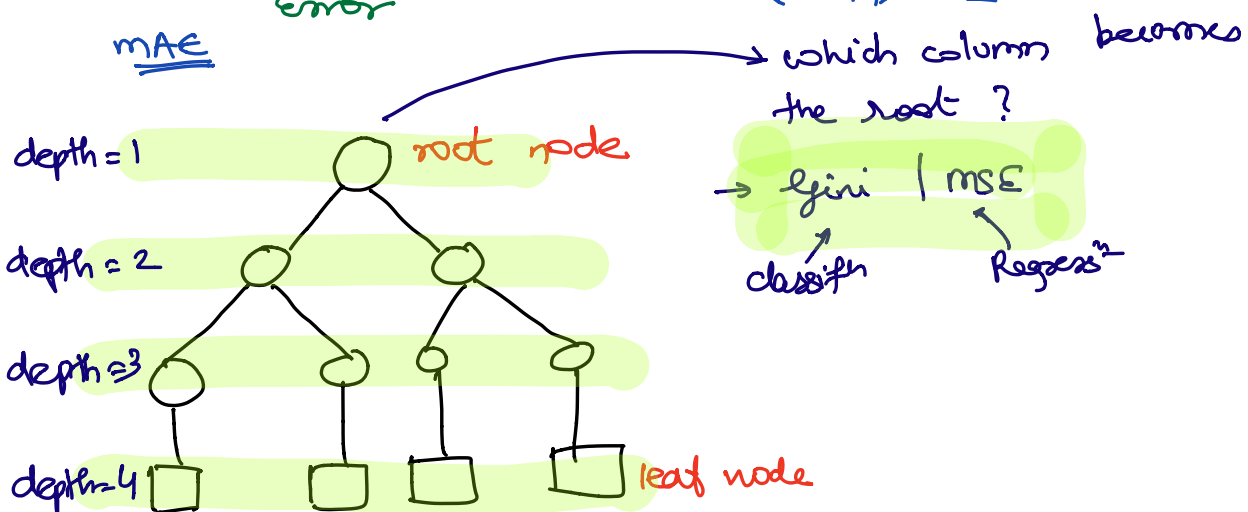 error
MAE
which column becomes
the root ?
depth = 1
root node
→ Gini | MSE
depth = 2
classifn
Regressn
depth = 3
depth = 4
leaf node